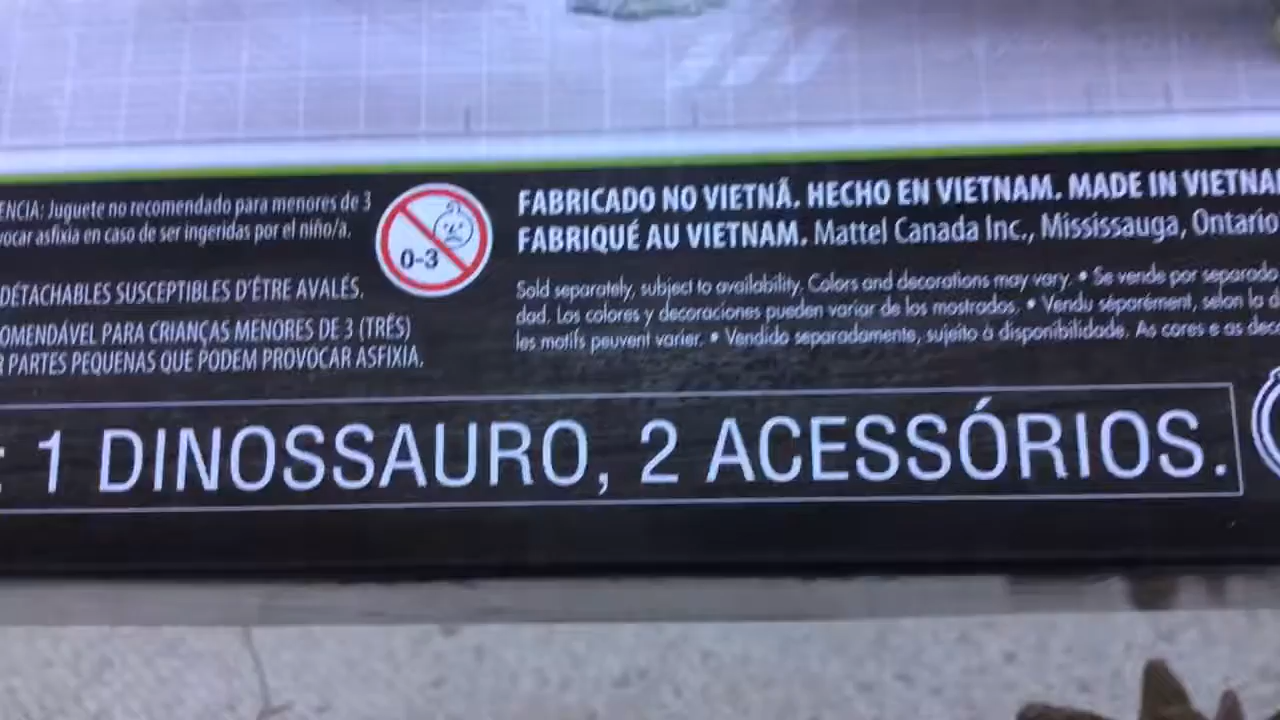 ENCIA: Juguete no recomendado para menores de 3
vocar asfixia en caso de ser ingeridas por el niño/a.
DÉTACHABLES SUSCEPTIBLES D'ÊTRE AVALÉS.
OMENDÁVEL PARA CRIANÇAS MENORES DE 3 (TRÊS)
R PARTES PEQUENAS QUE PODEM PROVOCAR ASFIXIA.
0-3
FABRICADO NO VIETNÃ. HECHO EN VIETNAM. MADE IN VIETNAM
FABRIQUÉ AU VIETNAM. Mattel Canada Inc., Mississauga, Ontario
Sold separately, subject to availability. Colors and decorations may vary. • Se vende por separado
dad. Los colores y decoraciones pueden variar de los mostrados. • Vendu séparément, selon la d
les motifs peuvent varier. • Vendido separadamente, sujeito à disponibilidade. As cores e as dec
: 1 DINOSSAURO, 2 ACESSÓRIOS.